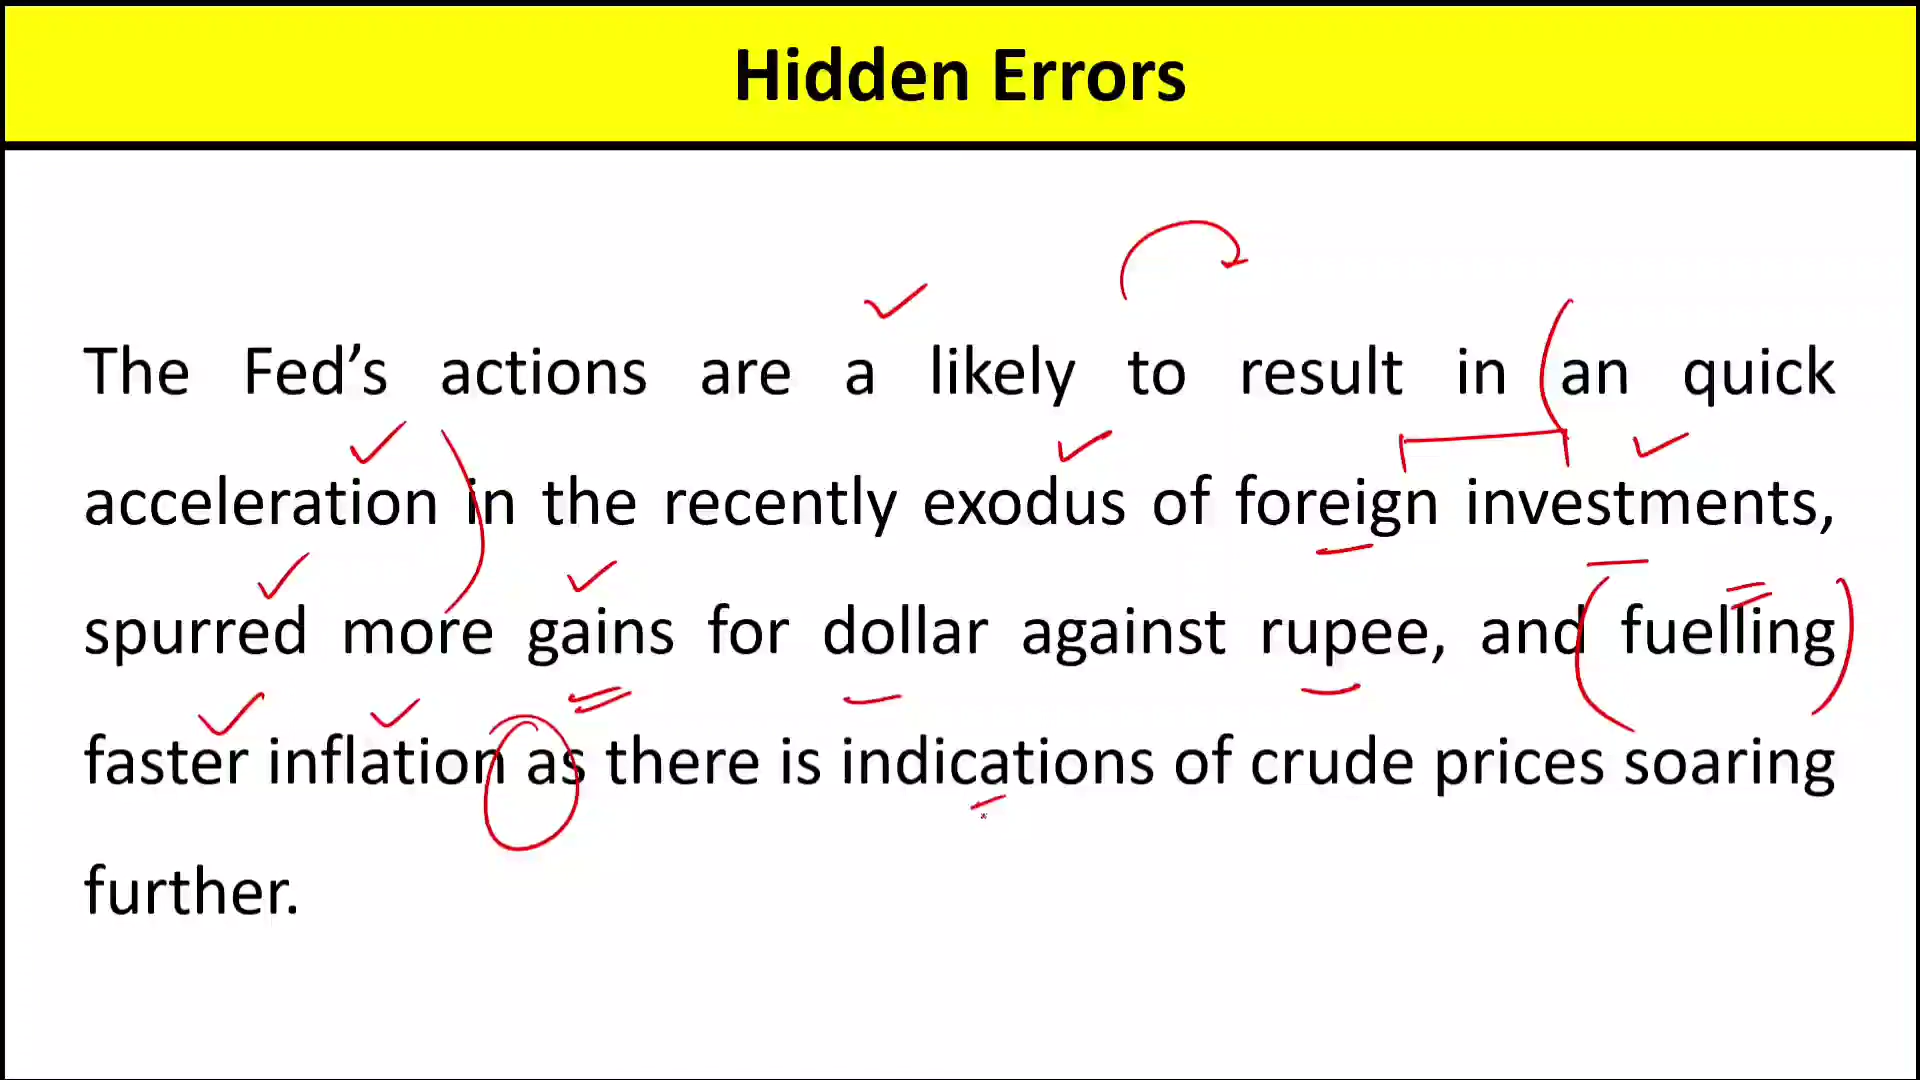 Hidden Errors
The Fed’s actions are a likely to result in an quick
acceleration in the recently exodus of foreign investments,
spurred more gains for dollar against rupee, and fuelling
faster inflation as there is indications of crude prices soaring
further.